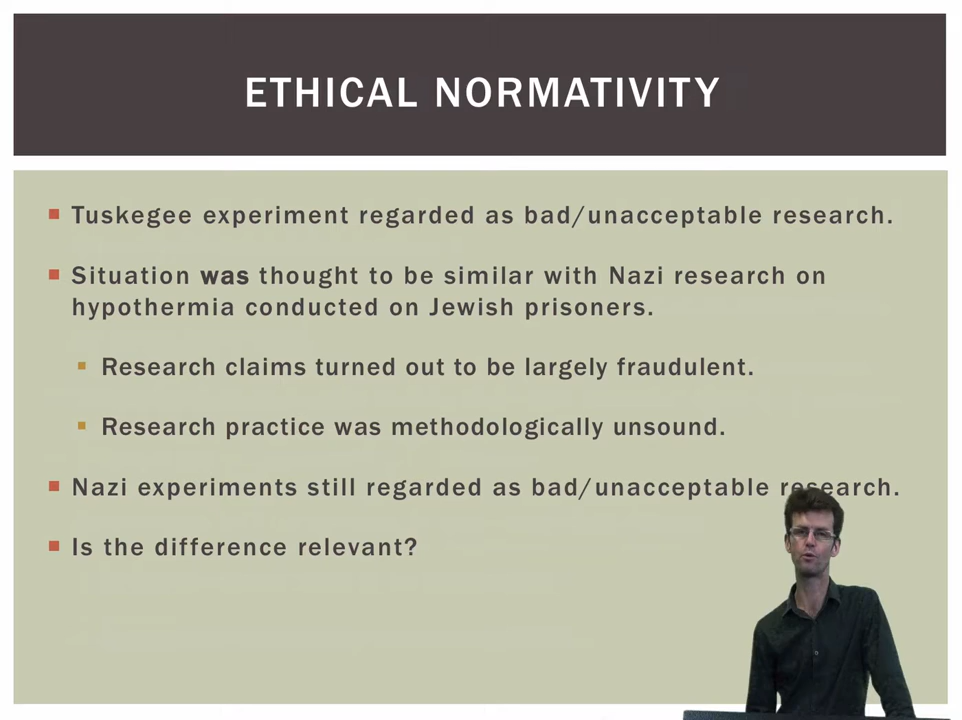 ETHICAL NORMATIVITY
Tuskegee experiment regarded as bad/unacceptable research.
Situation was thought to be similar with Nazi research on
hypothermia conducted on Jewish prisoners.
Research claims turned out to be largely fraudulent.
Research practice was methodologically unsound.
Nazi experiments still regarded as bad/unacceptable research.
Is the difference relevant?